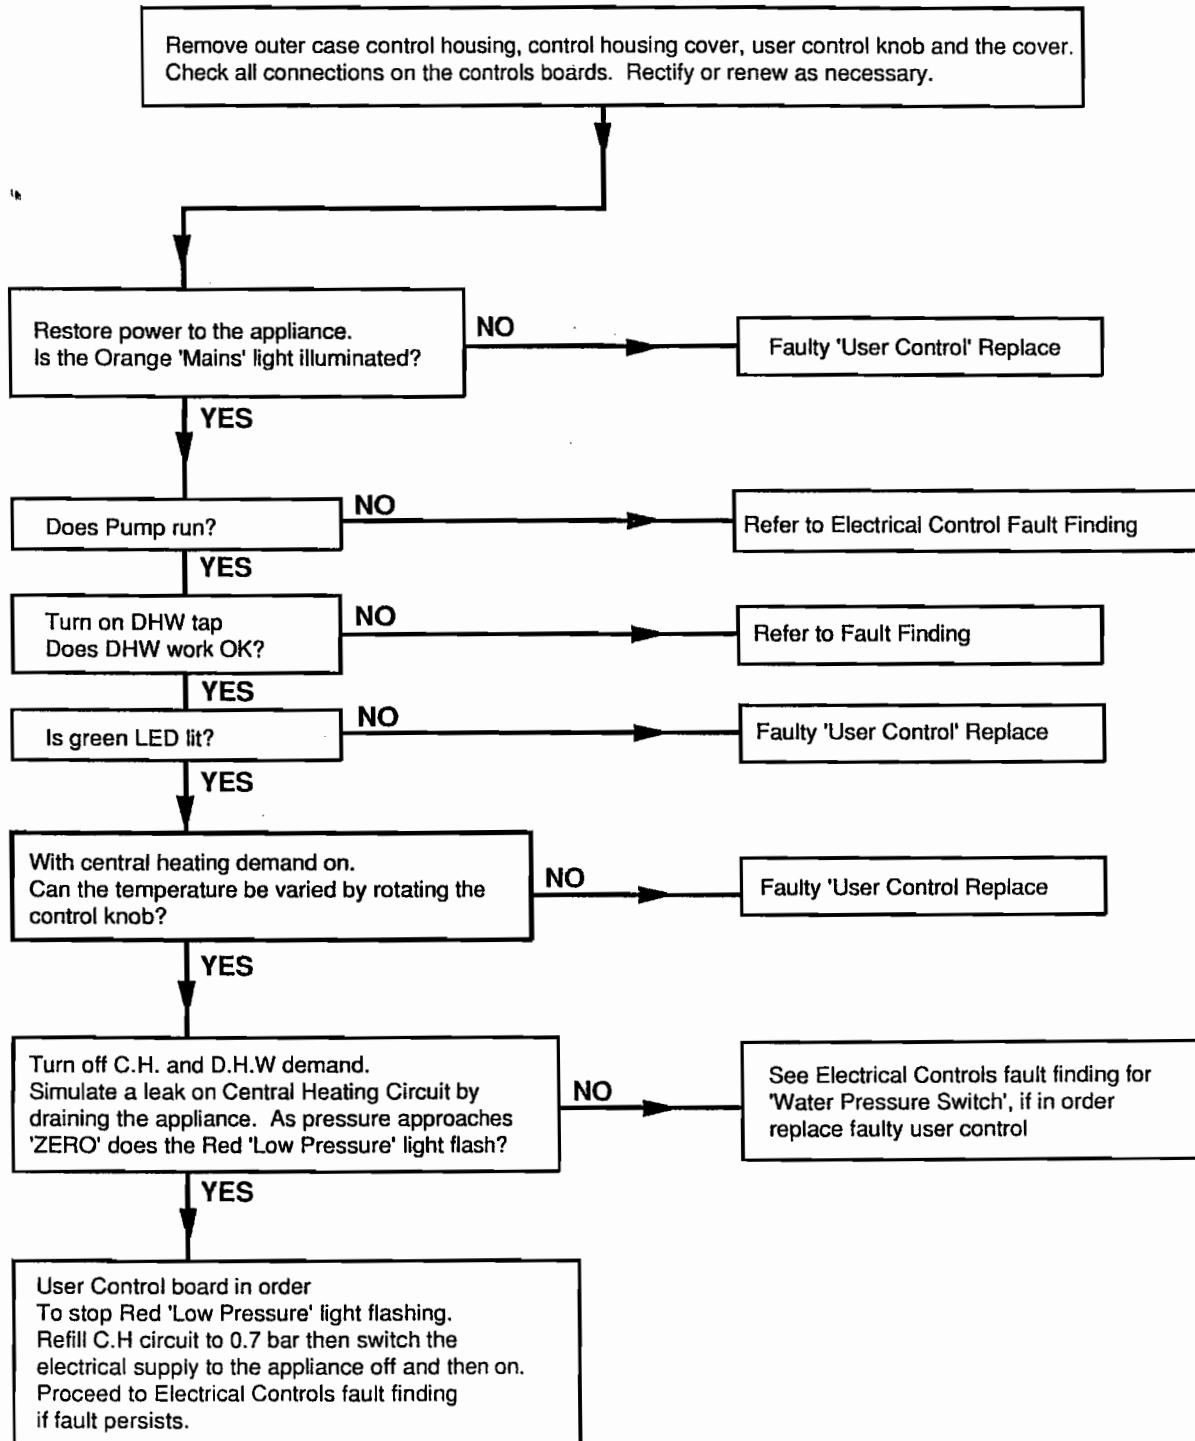 Remove outer case control housing, control housing cover, user control knob and the cover.
Check all connections on the controls boards. Rectify or renew as necessary.
Restore power to the appliance.
Is the Orange 'Mains' light illuminated?
NO
Faulty 'User Control' Replace
YES
Does Pump run?
NO
Refer to Electrical Control Fault Finding
YES
Turn on DHW tap
Does DHW work OK?
NO
Refer to Fault Finding
YES
Is green LED lit?
NO
Faulty 'User Control' Replace
YES
With central heating demand on.
Can the temperature be varied by rotating the
control knob?
NO
Faulty 'User Control Replace
YES
Turn off C.H. and D.H.W demand.
Simulate a leak on Central Heating Circuit by
draining the appliance. As pressure approaches
'ZERO' does the Red 'Low Pressure' light flash?
NO
See Electrical Controls fault finding for
'Water Pressure Switch', if in order
replace faulty user control
YES
User Control board in order
To stop Red 'Low Pressure' light flashing.
Refill C.H circuit to 0.7 bar then switch the
electrical supply to the appliance off and then on.
Proceed to Electrical Controls fault finding
if fault persists.